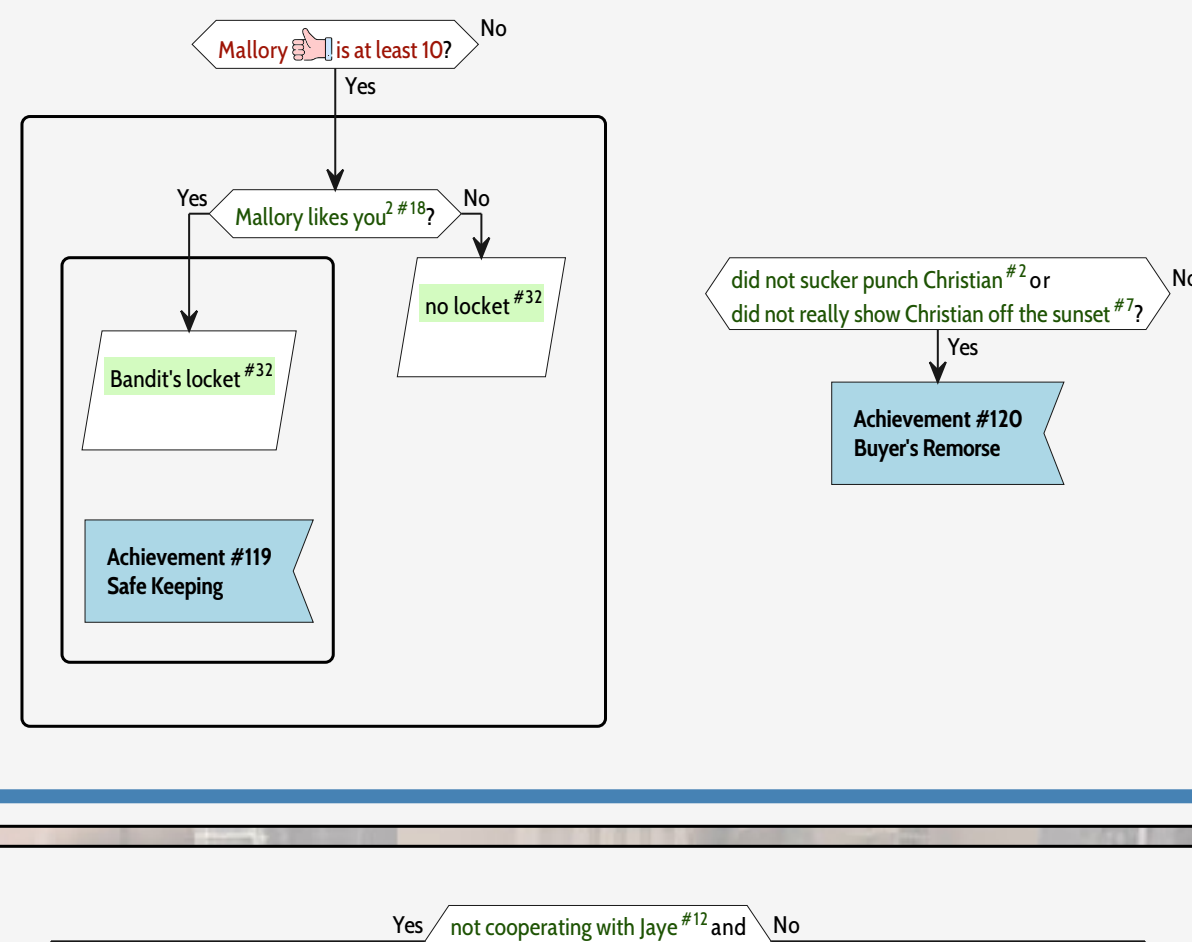 Mallory is at least 10?
No
Yes
Yes
Mallory likes you2 #18?
No
Bandit's locket #32
no locket #32
Achievement #119
Safe Keeping
did not sucker punch Christian #2 or
did not really show Christian off the sunset #7?
No
Yes
Achievement #120
Buyer's Remorse
Yes
not cooperating with Jaye #12 and
No